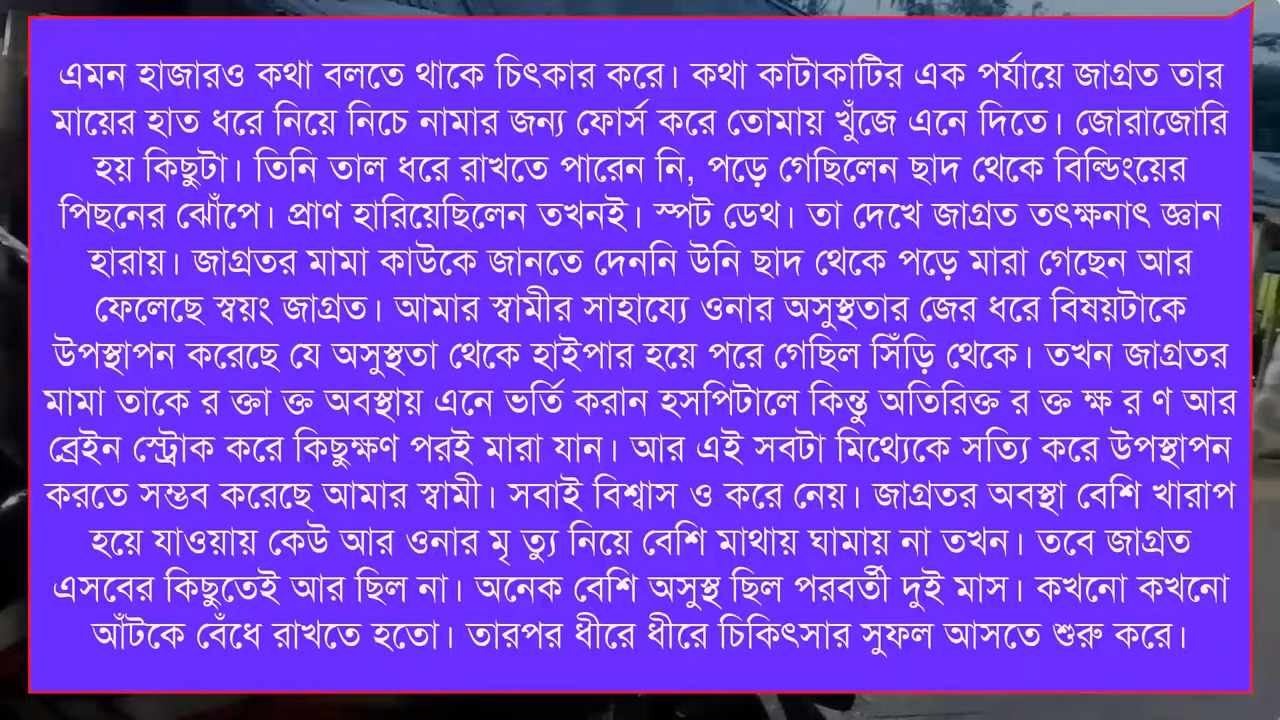 এমন হাজারও কথা বলতে থাকে চিৎকার করে। কথা কাটাকাটির এক পর্যায়ে জাগ্রত তার
মায়ের হাত ধরে নিয়ে নিচে নামার জন্য ফোর্স করে তোমায় খুঁজে এনে দিতে। জোরাজোরি
হয় কিছুটা। তিনি তাল ধরে রাখতে পারেন নি, পড়ে গেছিলেন ছাদ থেকে বিল্ডিংয়ের
পিছনের ঝোঁপে। প্রাণ হারিয়েছিলেন তখনই। স্পট ডেথ। তা দেখে জাগ্রত তৎক্ষনাৎ জ্ঞান
হারায়। জাগ্রতর মামা কাউকে জানতে দেননি উনি ছাদ থেকে পড়ে মারা গেছেন আর
ফেলেছে স্বয়ং জাগ্রত। আমার স্বামীর সাহায্যে ওনার অসুস্থতার জের ধরে বিষয়টাকে
উপস্থাপন করেছে যে অসুস্থতা থেকে হাইপার হয়ে পরে গেছিল সিঁড়ি থেকে। তখন জাগ্রতর
মামা তাকে র ক্তা ক্ত অবস্থায় এনে ভর্তি করান হসপিটালে কিন্তু অতিরিক্ত র ক্ত ক্ষ র ণ আর
ব্রেইন স্ট্রোক করে কিছুক্ষণ পরই মারা যান। আর এই সবটা মিথ্যেকে সত্যি করে উপস্থাপন
করতে সম্ভব করেছে আমার স্বামী। সবাই বিশ্বাস ও করে নেয়। জাগ্রতর অবস্থা বেশি খারাপ
হয়ে যাওয়ায় কেউ আর ওনার মৃ ত্যু নিয়ে বেশি মাথায় ঘামায় না তখন। তবে জাগ্রত
এসবের কিছুতেই আর ছিল না। অনেক বেশি অসুস্থ ছিল পরবর্তী দুই মাস। কখনো কখনো
আঁটকে বেঁধে রাখতে হতো। তারপর ধীরে ধীরে চিকিৎসার সুফল আসতে শুরু করে।